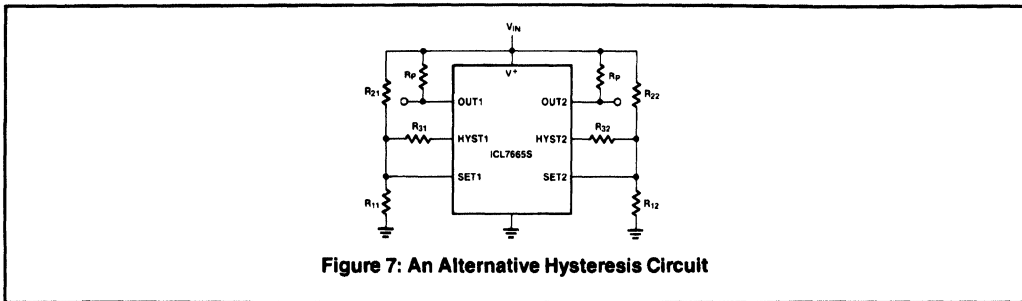 VIN
V+
RP
RP
R21
OUT1
OUT2
R22
R31
HYST1
HYST2
R32
ICL7665S
SET1
SET2
R11
R12
Figure 7: An Alternative Hysteresis Circuit